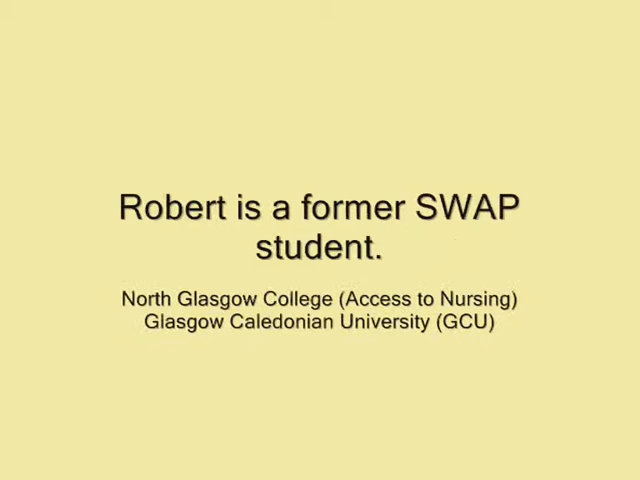 Robert is a former SWAP
student.
North Glasgow College (Access to Nursing)
Glasgow Caledonian University (GCU)